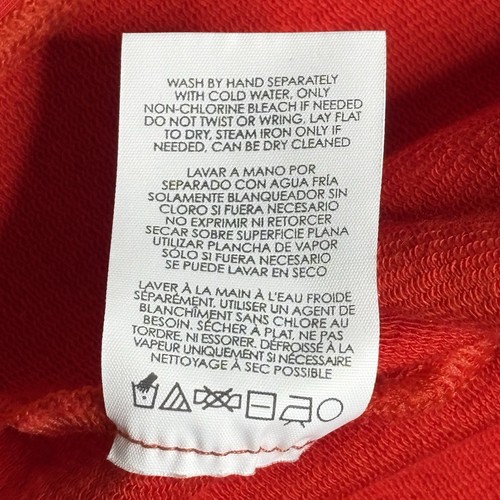 WASH BY HAND SEPARATELY
WITH COLD WATER, ONLY
NON-CHLORINE BLEACH IF NEEDED
DO NOT TWIST OR WRING, LAY FLAT
TO DRY, STEAM IRON ONLY IF
NEEDED, CAN BE DRY CLEANED
LAVAR A MANO POR
SEPARADO CON AGUA FRÍA
SOLAMENTE BLANQUEADOR SIN
CLORO SI FUERA NECESARIO
NO EXPRIMIR NI RETORCER
SECAR SOBRE SUPERFICIE PLANA
UTILIZAR PLANCHA DE VAPOR
SÓLO SI FUERA NECESARIO
SE PUEDE LAVAR EN SECO
LAVER À LA MAIN À L'EAU FROIDE
SÉPARÉMENT. UTILISER UN AGENT DE
BLANCHÎMENT SANS CHLORE AU
BESOIN. SÉCHER À PLAT, NE PAS
TORDRE, NI ESSORER. DÉFROISSÉ À LA
VAPEUR UNIQUEMENT SI NÉCESSAIRE
NETTOYAGE À SEC POSSIBLE